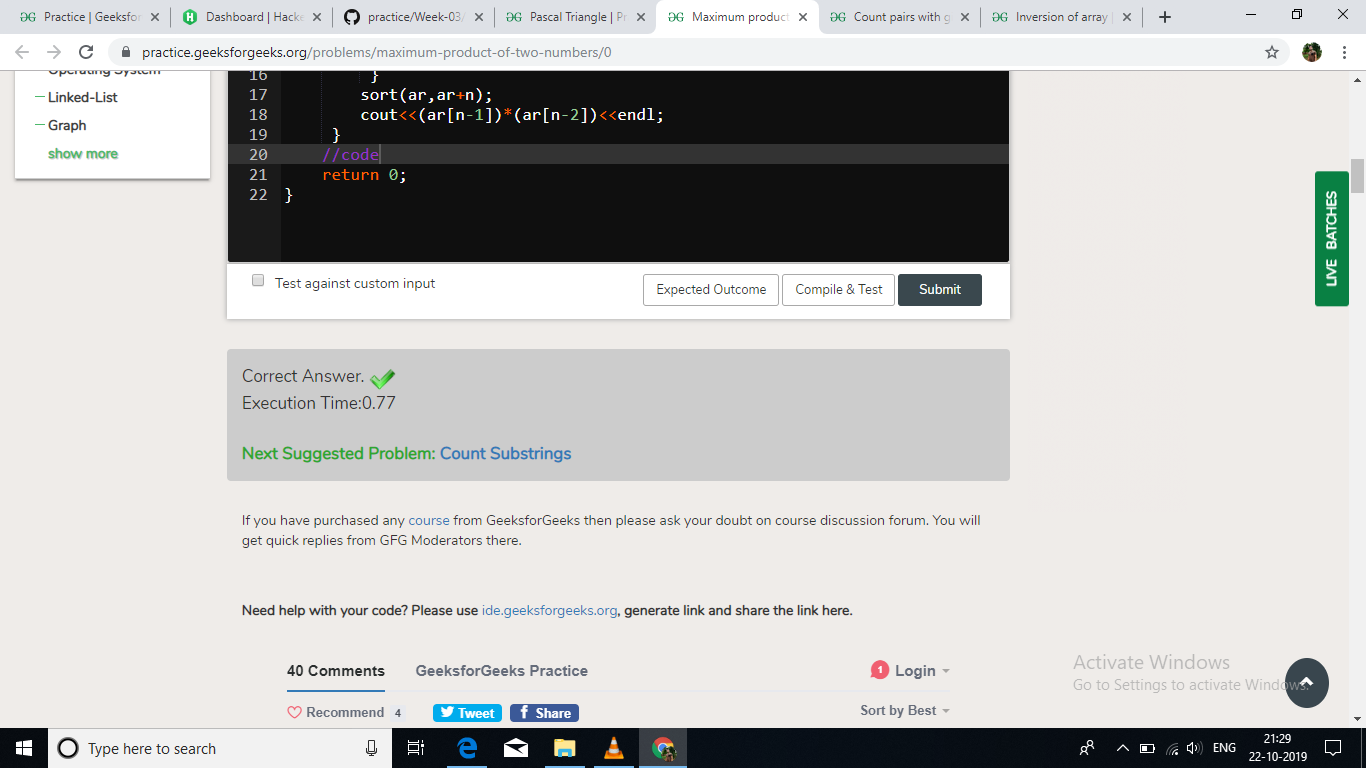 Practice | Geeksfor
Dashboard | Hacke
practice/Week-03/
Pascal Triangle | Pr
Maximum product
Count pairs with g
Inversion of array |
practice.geeksforgeeks.org/problems/maximum-product-of-two-numbers/0
Operating System
Linked-List
Graph
show more
16 }
17 sort(ar,ar+n);
18 cout<<(ar[n-1])*(ar[n-2])<<endl;
19 }
20 //code
21 return 0;
22 }
LIVE BATCHES
Test against custom input
Expected Outcome
Compile & Test
Submit
Correct Answer.
Execution Time:0.77
Next Suggested Problem: Count Substrings
If you have purchased any course from GeeksforGeeks then please ask your doubt on course discussion forum. You will
get quick replies from GFG Moderators there.
Need help with your code? Please use ide.geeksforgeeks.org, generate link and share the link here.
40 Comments
GeeksforGeeks Practice
1
Login
Recommend 4
Tweet
f Share
Sort by Best
Activate Windows
Go to Settings to activate Windows.
Type here to search
ENG
21:29
22-10-2019